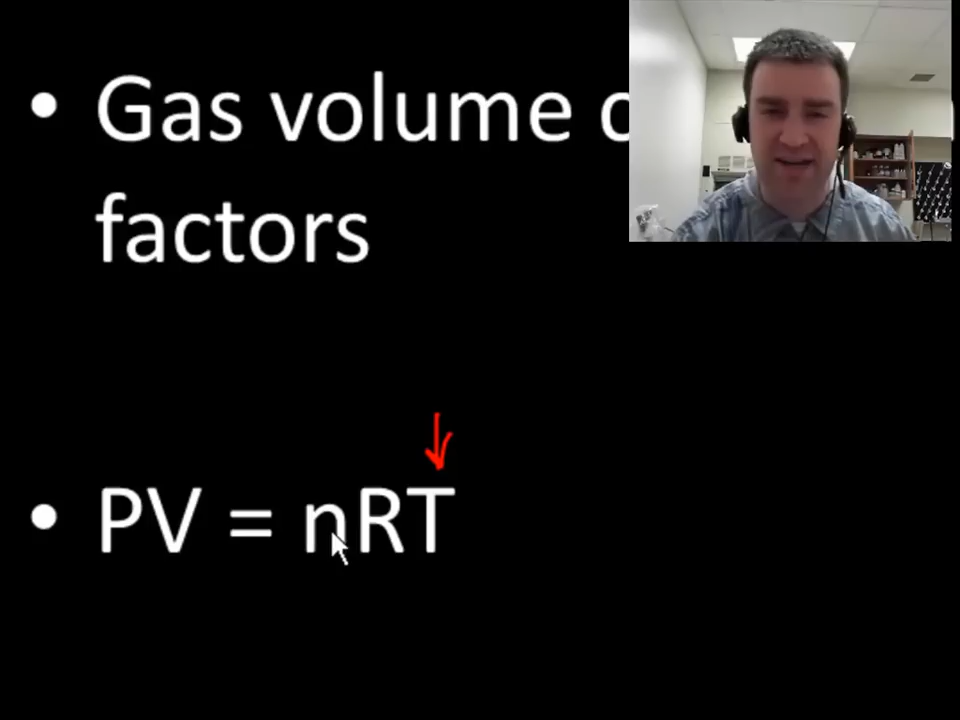 • Gas volume
factors
• PV = nRT